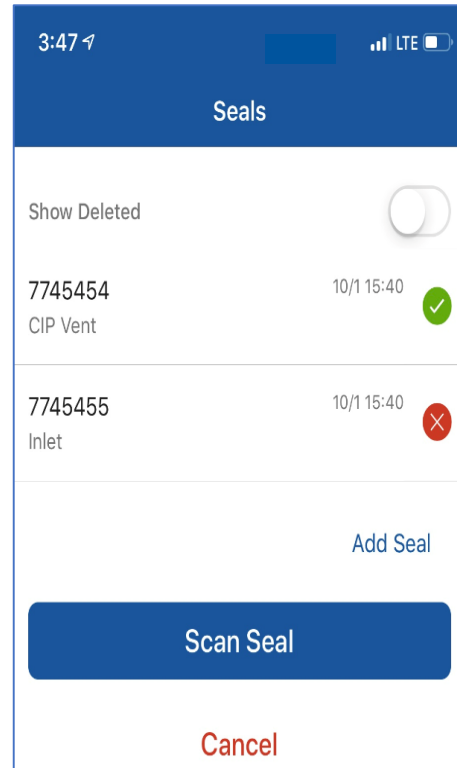 3:47 LTE
Seals
Show Deleted
7745454 10/1 15:40
CIP Vent
7745455 10/1 15:40
Inlet
Add Seal
Scan Seal
Cancel